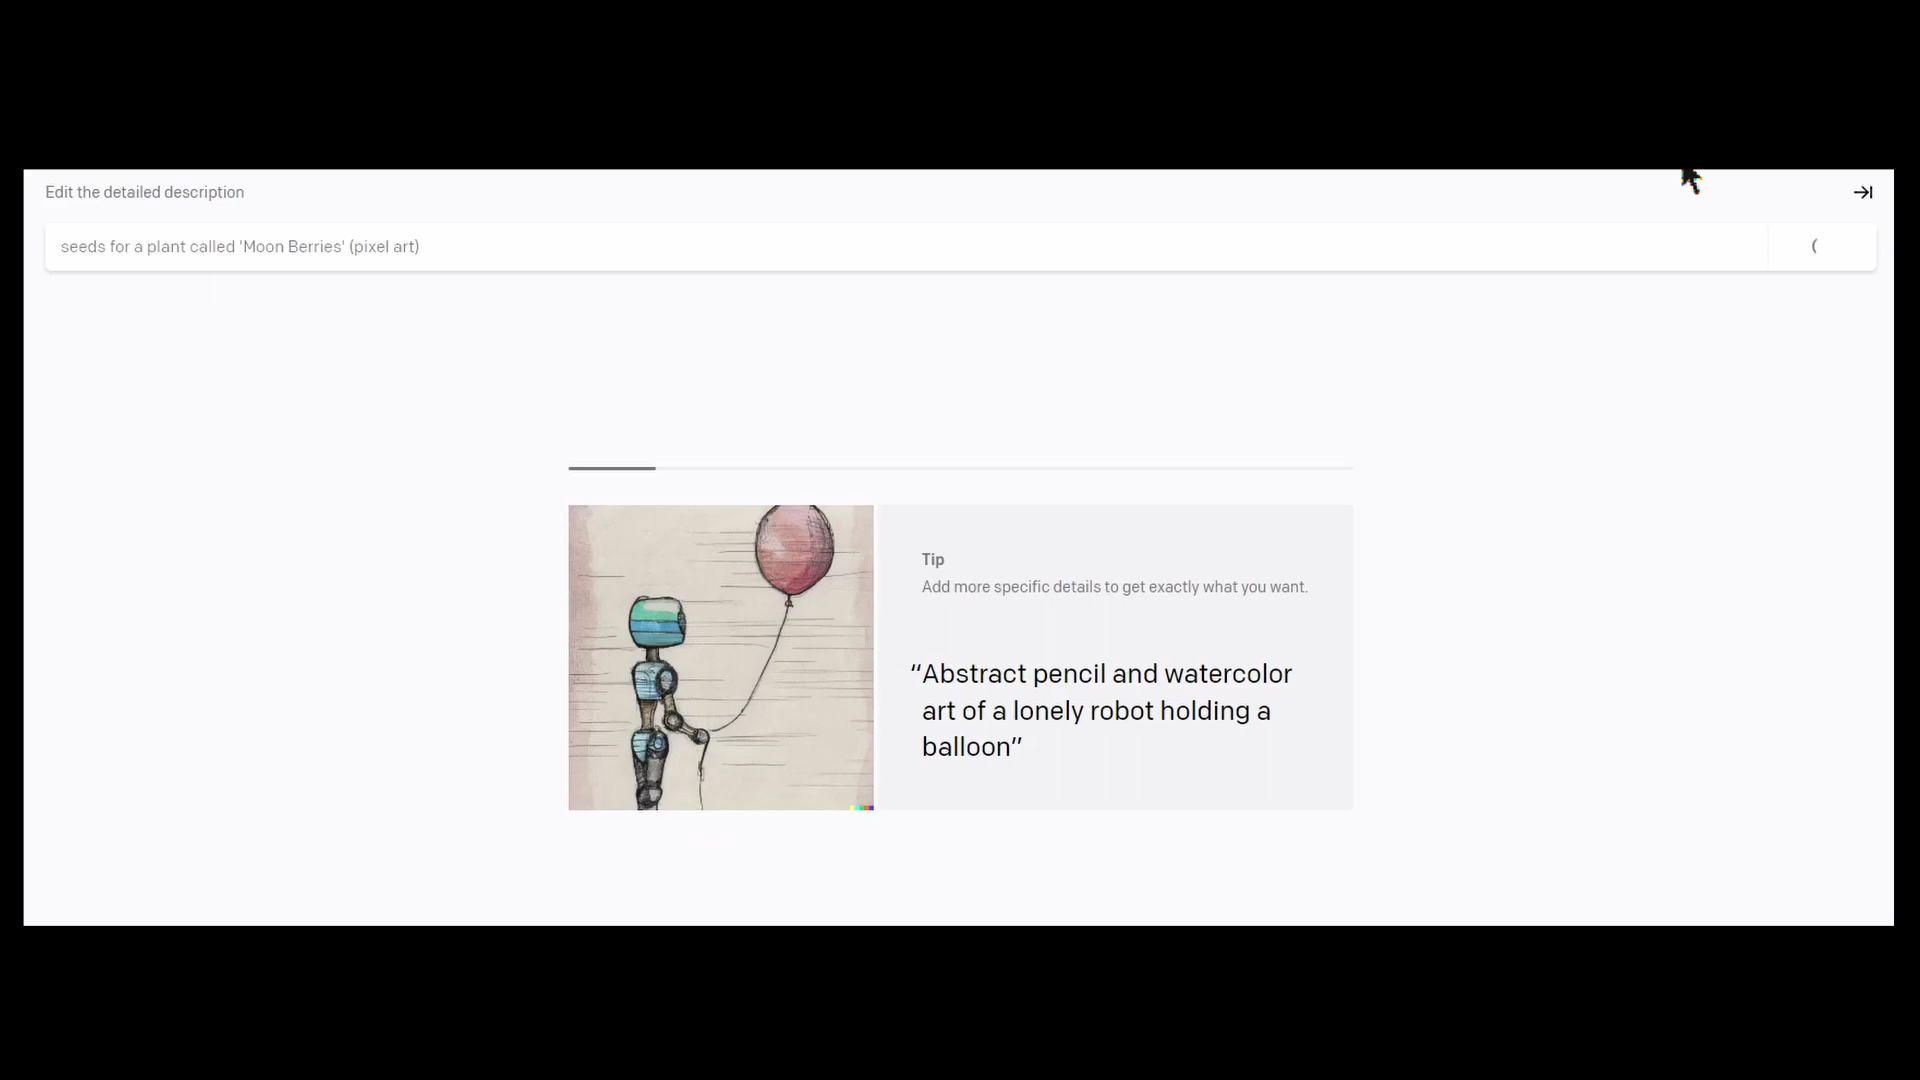 Edit the detailed description
seeds for a plant called 'Moon Berries' (pixel art)
Tip
Add more specific details to get exactly what you want.
“Abstract pencil and watercolor
art of a lonely robot holding a
balloon”